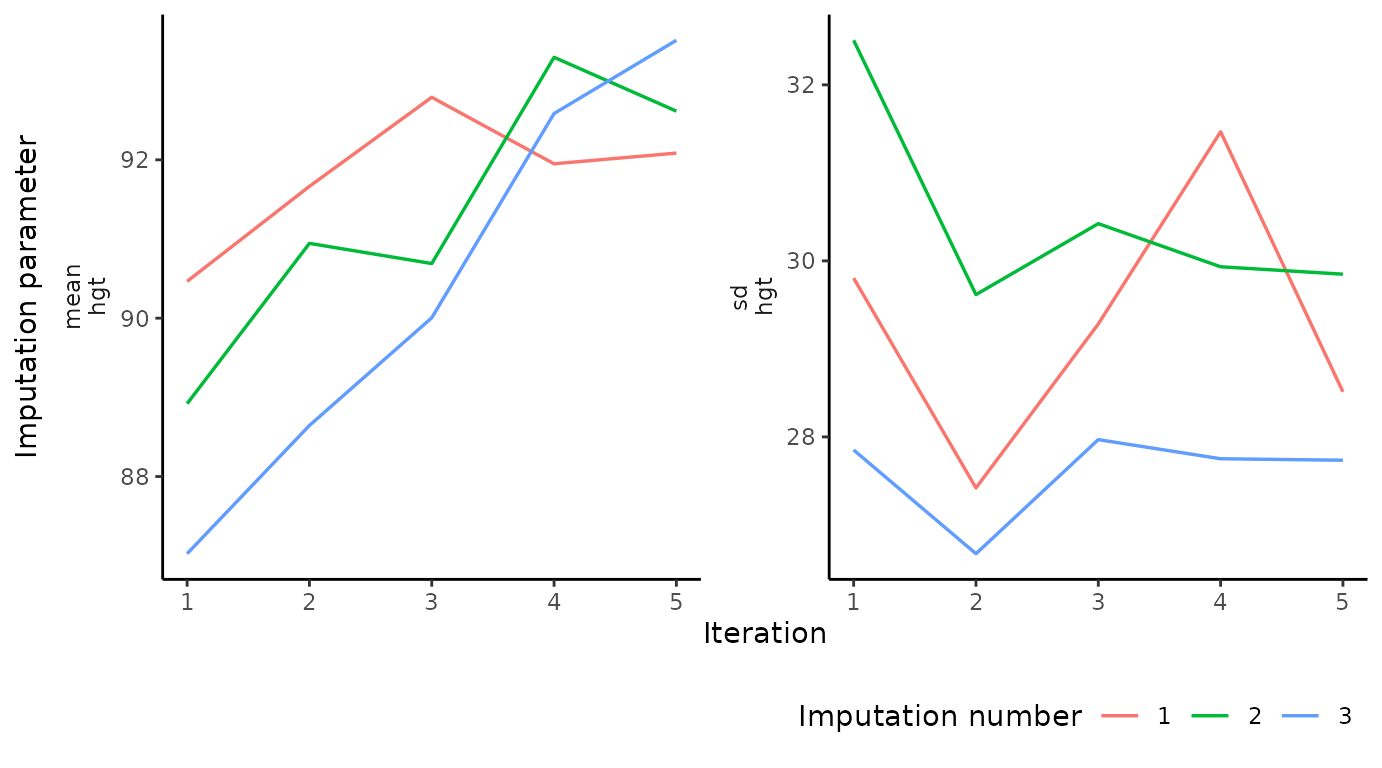 Imputation parameter
mean
hgt
92
90
88
1 2 3 4 5
sd
hgt
32
30
28
1 2 3 4 5
Iteration
Imputation number 1 2 3